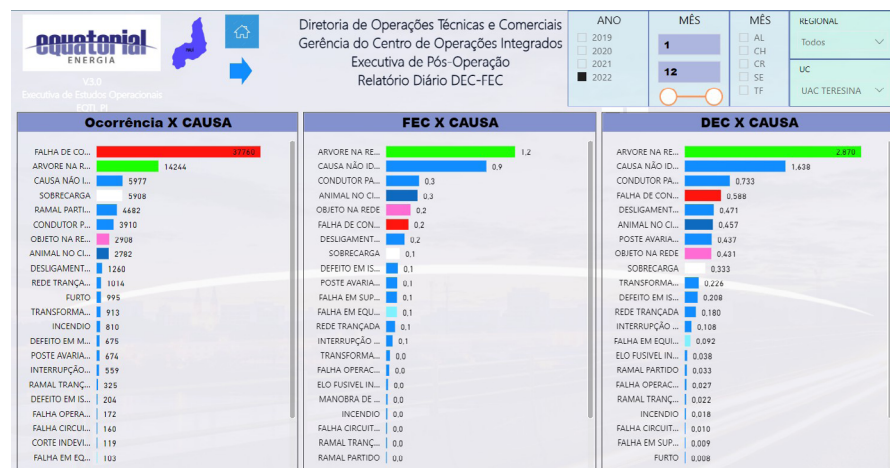 equatorial
ENERGIA
V3.0
Executiva de Estudos Operacionais
EQTL PI
Diretoria de Operações Técnicas e Comerciais
Gerência do Centro de Operações Integrados
Executiva de Pós-Operação
Relatório Diário DEC-FEC
ANO
2019
2020
2021
2022
MÊS
1
12
MÊS
AL
CH
CR
SE
TF
REGIONAL
Todos
UC
UAC TERESINA
Ocorrência X CAUSA
FALHA DE CO... 37760
ARVORE NA R... 14244
CAUSA NÃO I... 5977
SOBRECARGA 5908
RAMAL PARTI... 4682
CONDUTOR P... 3910
OBJETO NA RE... 2908
ANIMAL NO CI... 2782
DESLIGAMENT... 1260
REDE TRANÇA... 1014
FURTO 995
TRANSFORMA... 913
INCENDIO 810
DEFEITO EM M... 675
POSTE AVARIA... 674
INTERRUPÇÃO... 559
RAMAL TRANÇ... 325
DEFEITO EM IS... 204
FALHA OPERA... 172
FALHA CIRCUI... 160
CORTE INDEVI... 119
FALHA EM EQ... 103
FEC X CAUSA
ARVORE NA RE... 1,2
CAUSA NÃO ID... 0,9
CONDUTOR PA... 0,3
ANIMAL NO CI... 0,3
OBJETO NA REDE 0,2
FALHA DE CON... 0,2
DESLIGAMENT... 0,2
SOBRECARGA 0,1
DEFEITO EM IS... 0,1
POSTE AVARIA... 0,1
FALHA EM SUP... 0,1
FALHA EM EQU... 0,1
REDE TRANÇADA 0,1
INTERRUPÇÃO ... 0,1
TRANSFORMA... 0,0
FALHA OPERAC... 0,0
ELO FUSIVEL IN... 0,0
MANOBRA DE ... 0,0
INCENDIO 0,0
FALHA CIRCUIT... 0,0
RAMAL TRANÇ... 0,0
RAMAL PARTIDO 0,0
DEC X CAUSA
ARVORE NA RE... 2,870
CAUSA NÃO ID... 1,638
CONDUTOR PA... 0,733
FALHA DE CON... 0,588
DESLIGAMENT... 0,471
ANIMAL NO CI... 0,457
POSTE AVARIA... 0,437
OBJETO NA REDE 0,431
SOBRECARGA 0,333
TRANSFORMA... 0,226
DEFEITO EM IS... 0,208
REDE TRANÇADA 0,180
INTERRUPÇÃO ... 0,108
FALHA EM EQUI... 0,092
ELO FUSIVEL IN... 0,038
RAMAL PARTIDO 0,033
FALHA OPERAC... 0,027
RAMAL TRANÇ... 0,022
INCENDIO 0,018
FALHA CIRCUIT... 0,010
FALHA EM SUP... 0,009
FURTO 0,008